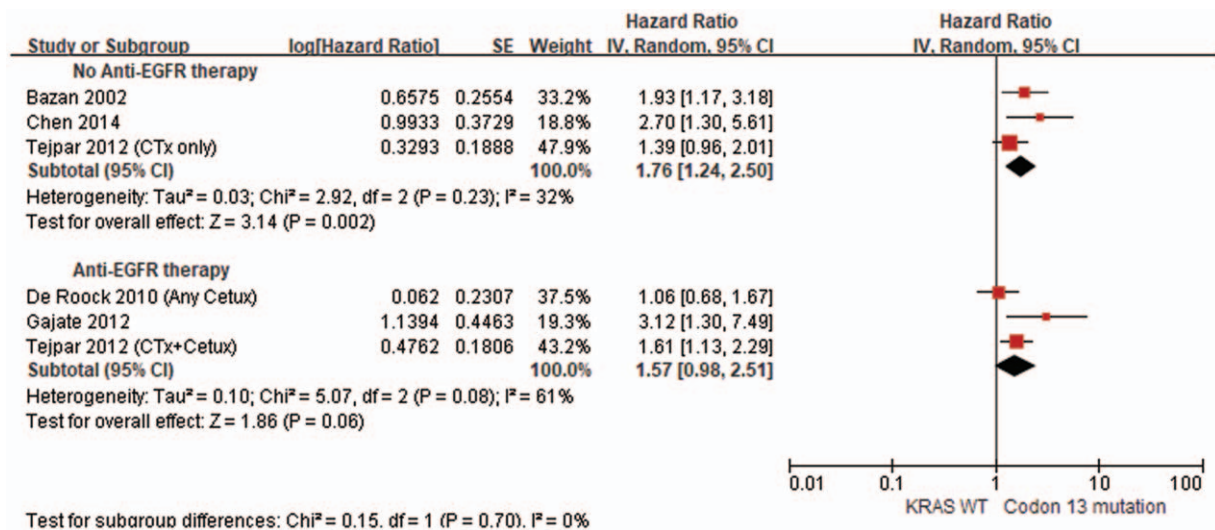 Hazard Ratio Hazard Ratio
Study or Subgroup log[Hazard Ratio] SE Weight IV, Random, 95% CI IV, Random, 95% CI
No Anti-EGFR therapy
Bazan 2002 0.6575 0.2554 33.2% 1.93 [1.17, 3.18]
Chen 2014 0.9933 0.3729 18.8% 2.70 [1.30, 5.61]
Tejpar 2012 (CTx only) 0.3293 0.1888 47.9% 1.39 [0.96, 2.01]
Subtotal (95% CI) 100.0% 1.76 [1.24, 2.50]
Heterogeneity: Tau² = 0.03; Chi² = 2.92, df = 2 (P = 0.23); I² = 32%
Test for overall effect: Z = 3.14 (P = 0.002)
Anti-EGFR therapy
De Roock 2010 (Any Cetux) 0.062 0.2307 37.5% 1.06 [0.68, 1.67]
Gajate 2012 1.1394 0.4463 19.3% 3.12 [1.30, 7.49]
Tejpar 2012 (CTx+Cetux) 0.4762 0.1806 43.2% 1.61 [1.13, 2.29]
Subtotal (95% CI) 100.0% 1.57 [0.98, 2.51]
Heterogeneity: Tau² = 0.10; Chi² = 5.07, df = 2 (P = 0.08); I² = 61%
Test for overall effect: Z = 1.86 (P = 0.06)
0.01 0.1 1 10 100
KRAS WT Codon 13 mutation
Test for subgroup differences: Chi² = 0.15, df = 1 (P = 0.70), I² = 0%